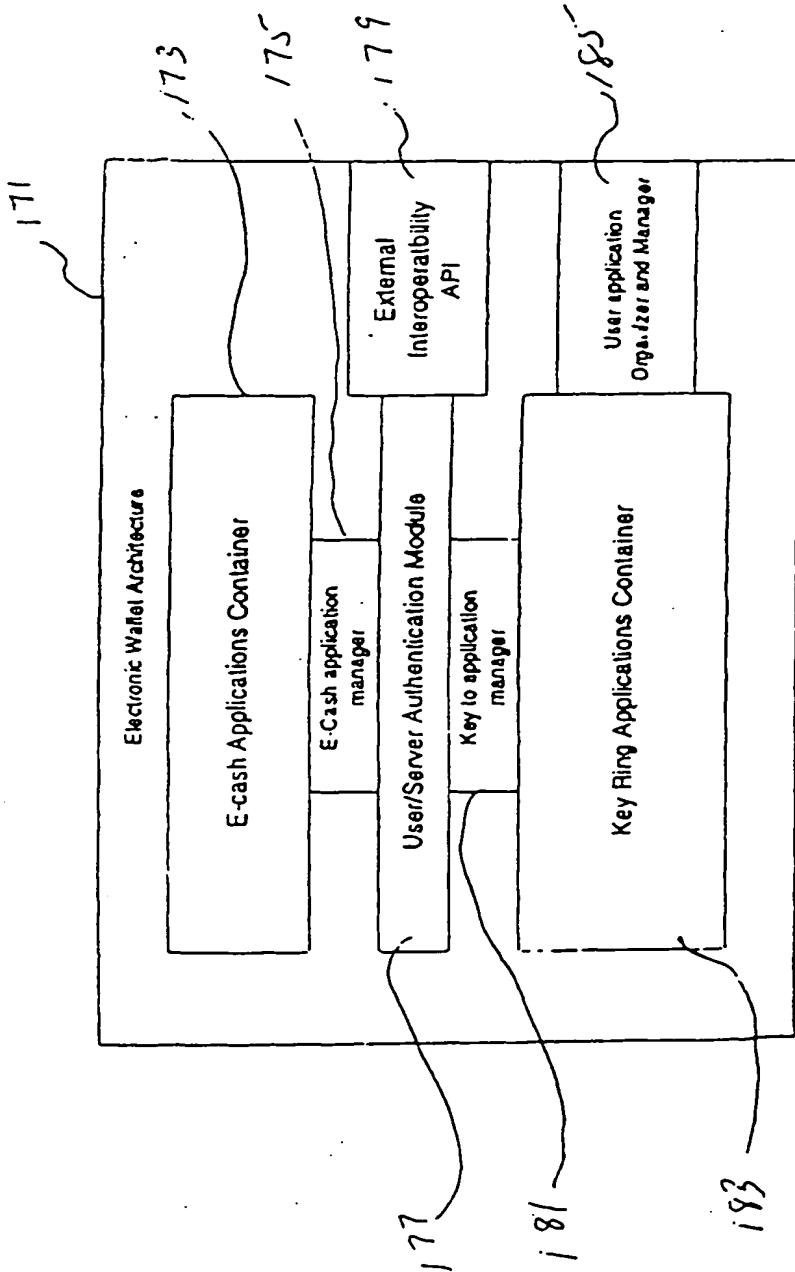 171
Electronic Wallet Architecture
173
E-cash Applications Container
175
E-Cash application
manager
179
External
Interoperatbility
API
177
User/Server Authentication Module
181
Key to application
manager
185
User application
Organizer and Manager
183
Key Ring Applications Container